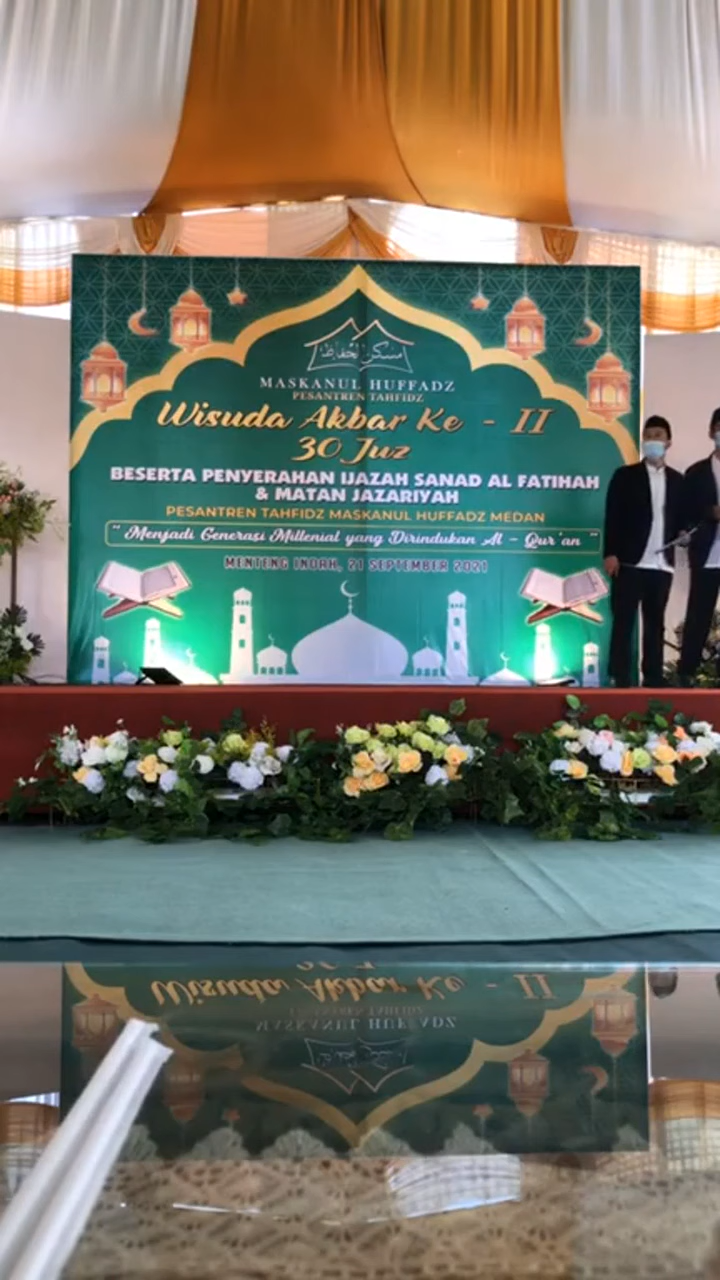 مسكن الحفاظ
MASKANUL HUFFADZ
PESANTREN TAHFIDZ
Wisuda Akbar Ke - II
30 Juz
BESERTA PENYERAHAN IJAZAH SANAD AL FATIHAH
& MATAN JAZARIYAH
PESANTREN TAHFIDZ MASKANUL HUFFADZ MEDAN
" Menjadi Generasi Millenial yang Dirindukan Al - Qur'an "
MENTENG INDAH, 21 SEPTEMBER 2021